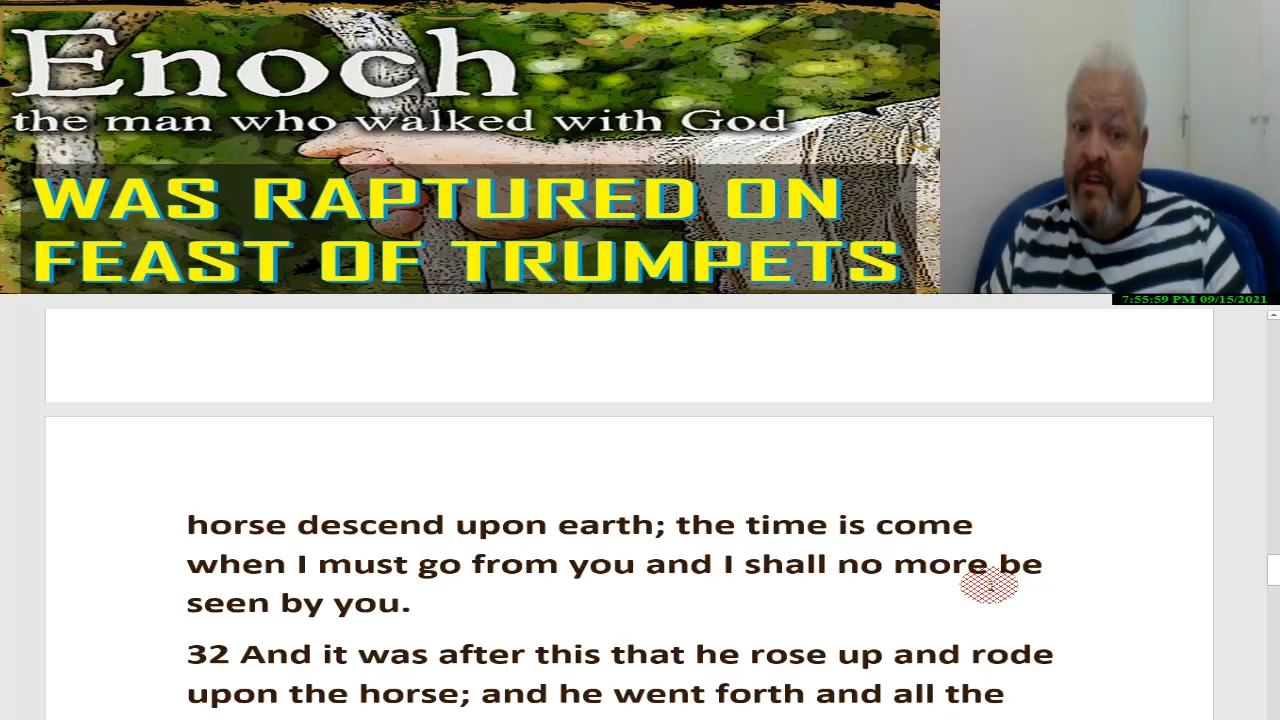 Enoch
the man who walked with God
WAS RAPTURED ON
FEAST OF TRUMPETS
7:55:59 PM 09/15/2021
horse descend upon earth; the time is come
when I must go from you and I shall no more be
seen by you.
32 And it was after this that he rose up and rode
upon the horse; and he went forth and all the